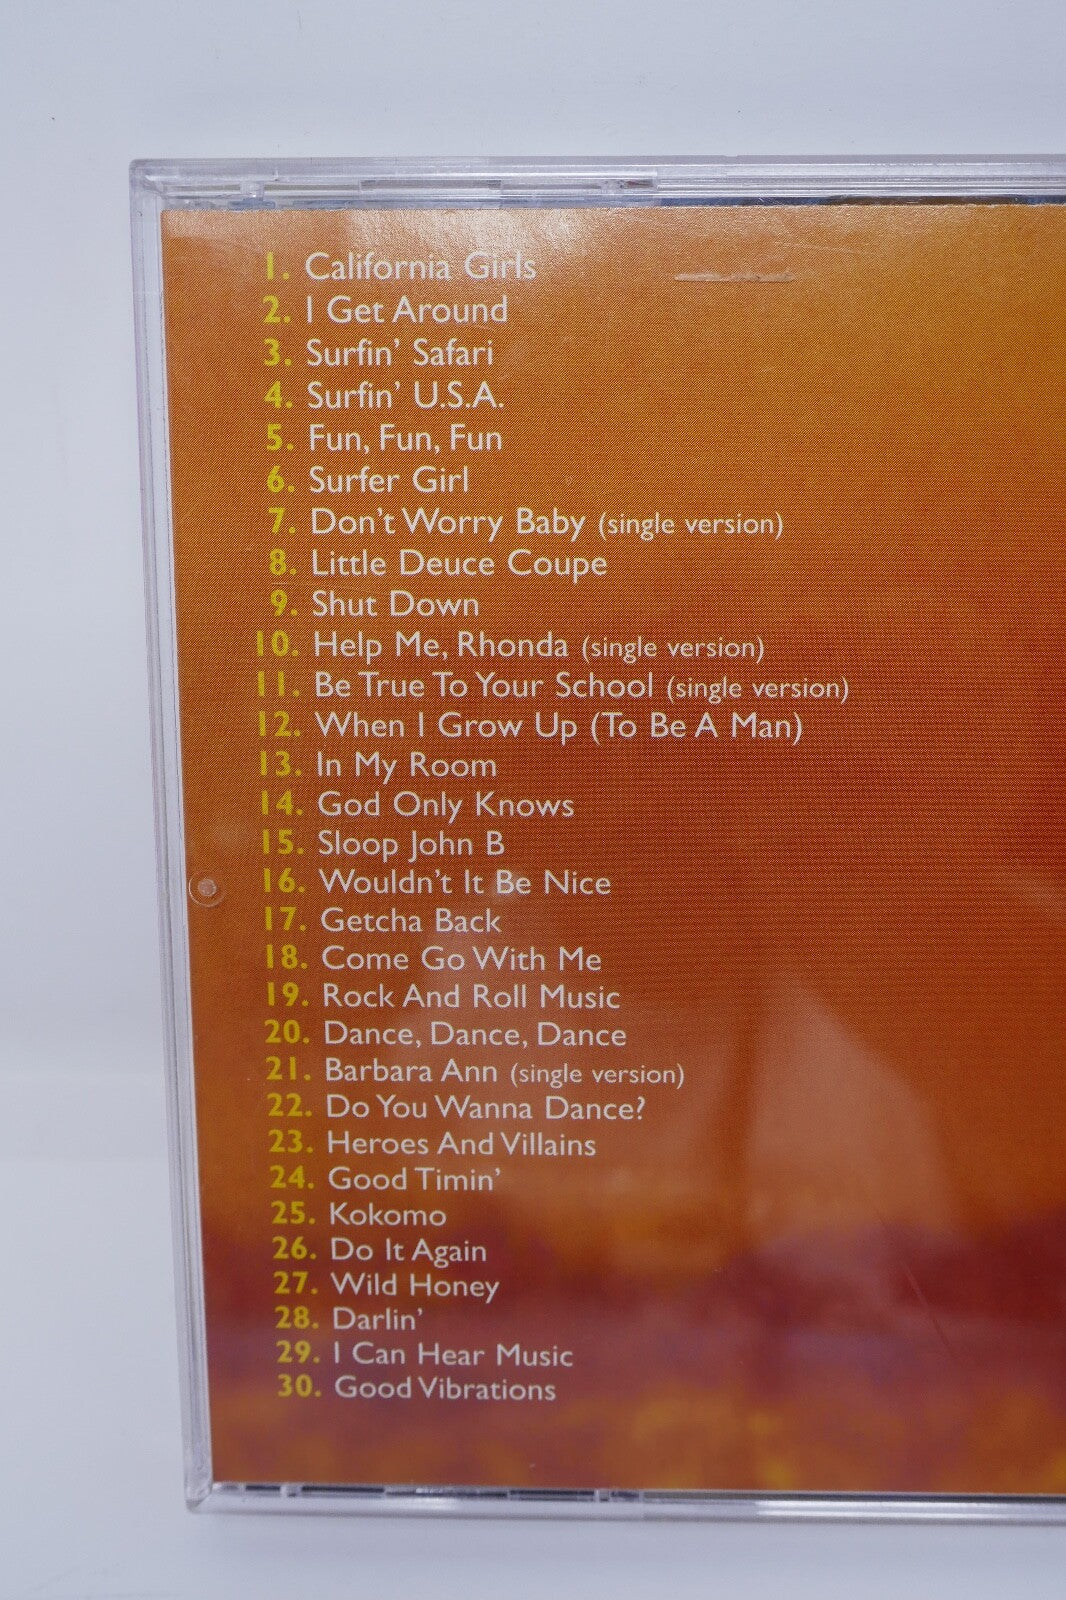 1. California Girls
2. I Get Around
3. Surfin' Safari
4. Surfin' U.S.A.
5. Fun, Fun, Fun
6. Surfer Girl
7. Don't Worry Baby (single version)
8. Little Deuce Coupe
9. Shut Down
10. Help Me, Rhonda (single version)
11. Be True To Your School (single version)
12. When I Grow Up (To Be A Man)
13. In My Room
14. God Only Knows
15. Sloop John B
16. Wouldn't It Be Nice
17. Getcha Back
18. Come Go With Me
19. Rock And Roll Music
20. Dance, Dance, Dance
21. Barbara Ann (single version)
22. Do You Wanna Dance?
23. Heroes And Villains
24. Good Timin'
25. Kokomo
26. Do It Again
27. Wild Honey
28. Darlin'
29. I Can Hear Music
30. Good Vibrations